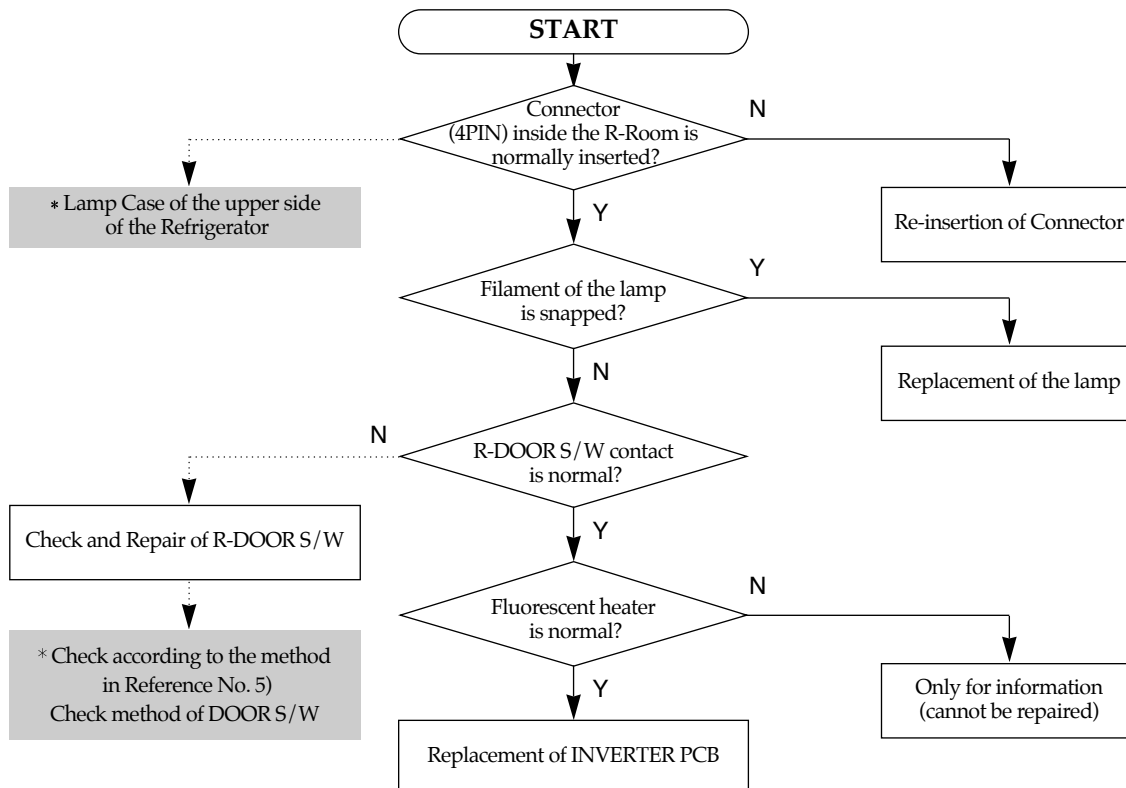 START
Connector
(4PIN) inside the R-Room is
normally inserted?
N
* Lamp Case of the upper side
of the Refrigerator
Y
Re-insertion of Connector
Filament of the lamp
is snapped?
Y
N
Replacement of the lamp
R-DOOR S/W contact
is normal?
N
Check and Repair of R-DOOR S/W
Y
Fluorescent heater
is normal?
N
* Check according to the method
in Reference No. 5)
Check method of DOOR S/W
Y
Only for information
(cannot be repaired)
Replacement of INVERTER PCB